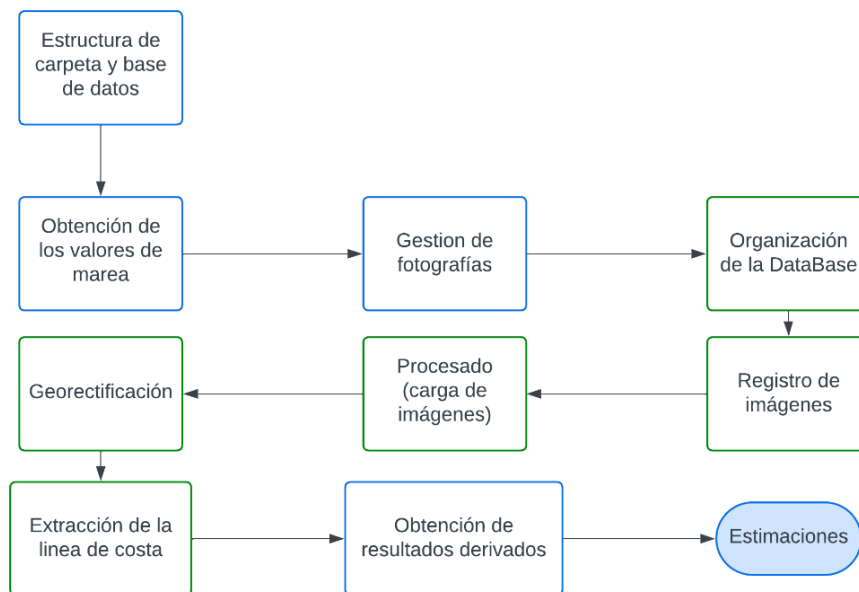 Estructura de
carpeta y base
de datos
Obtención de
los valores de
marea
Gestion de
fotografías
Organización
de la DataBase
Georectificación
Procesado
(carga de
imágenes)
Registro de
imágenes
Extracción de la
linea de costa
Obtención de
resultados derivados
Estimaciones